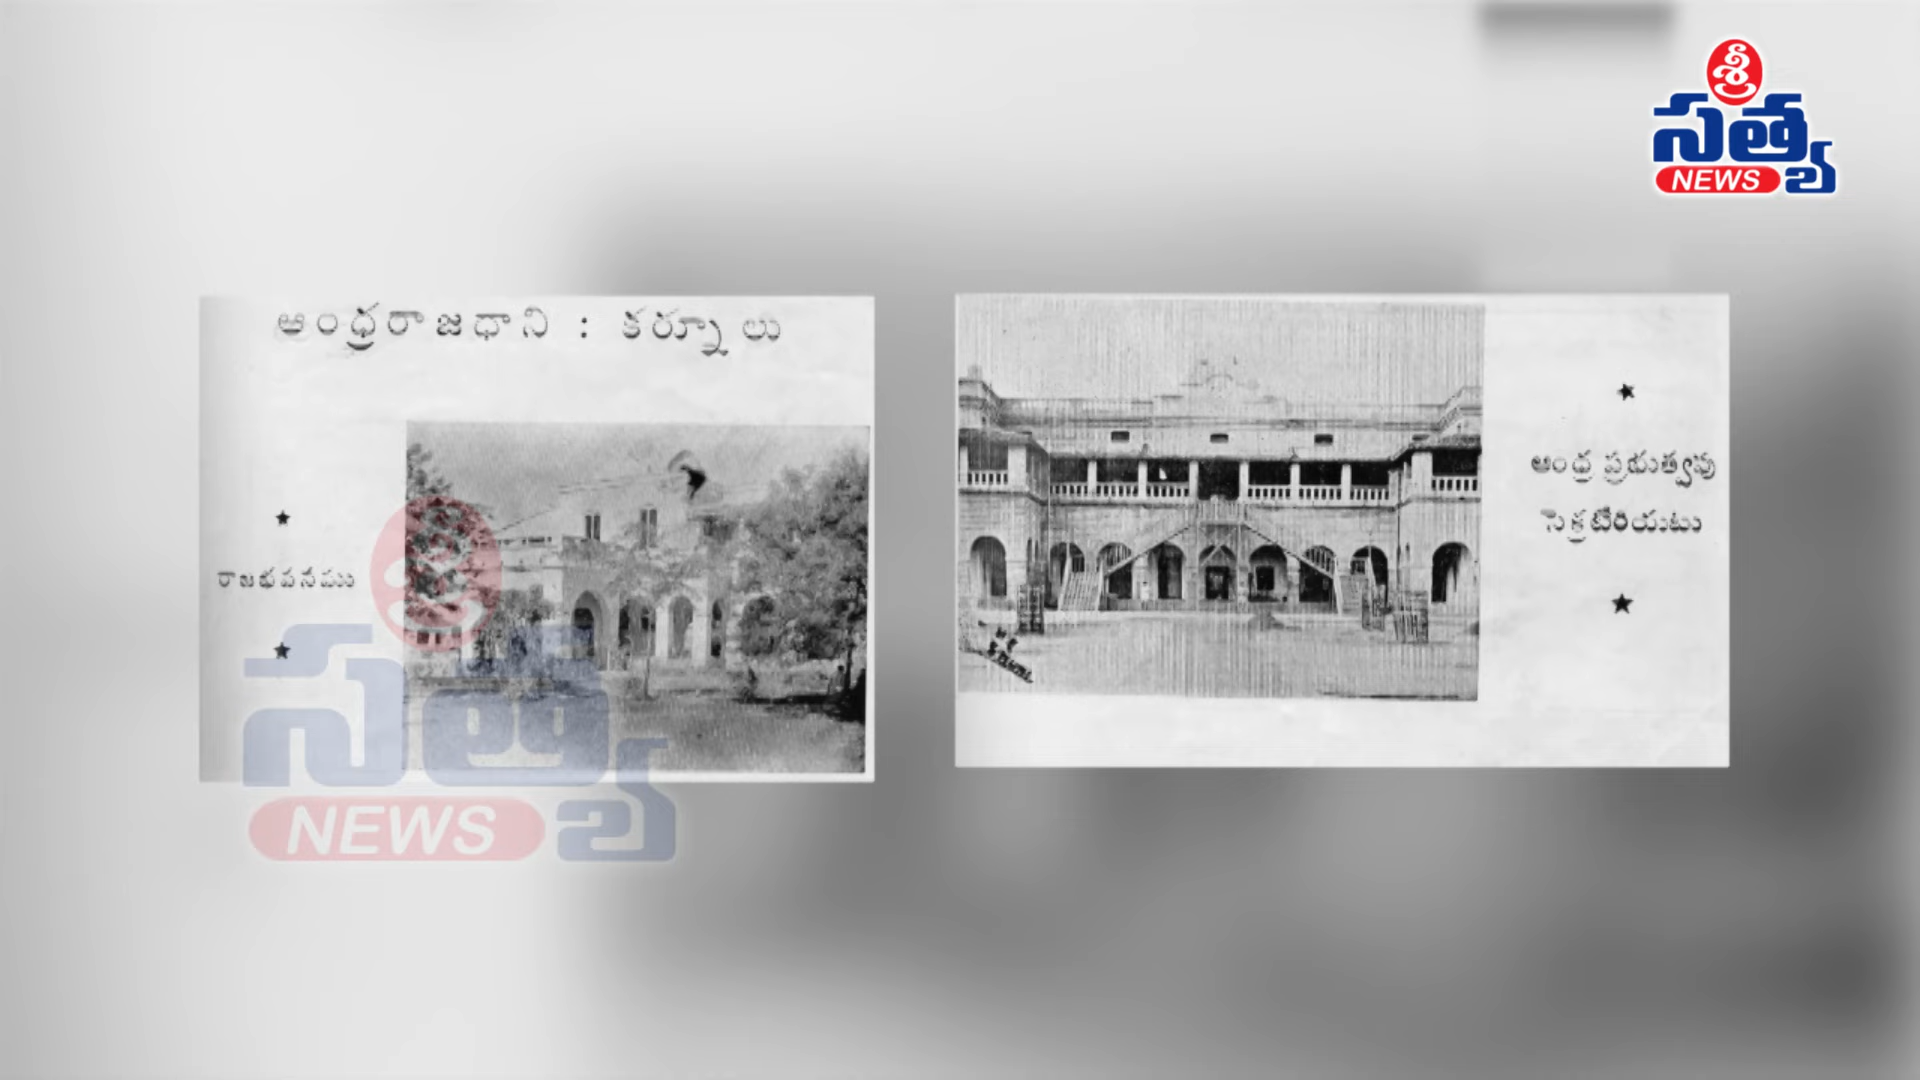 శ్రీ
సత్య
NEWS
ఆంధ్రరాజధాని : కర్నూలు
రాజభవనము
ఆంధ్ర ప్రభుత్వపు
సెక్రటేరియటు
శ్రీ
సత్య
NEWS